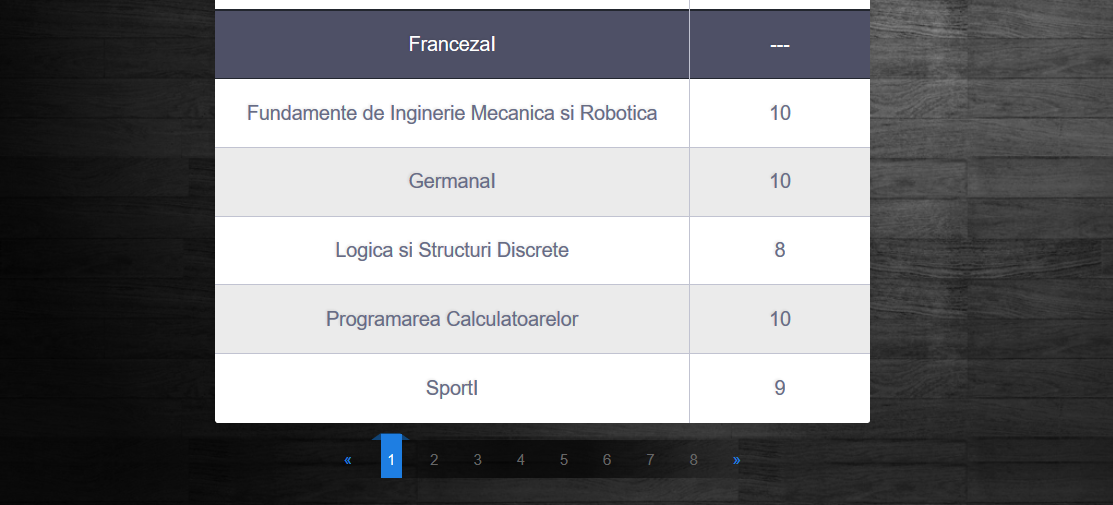 FrancezaI ---
Fundamente de Inginerie Mecanica si Robotica 10
GermanaI 10
Logica si Structuri Discrete 8
Programarea Calculatoarelor 10
SportI 9
« 1 2 3 4 5 6 7 8 »